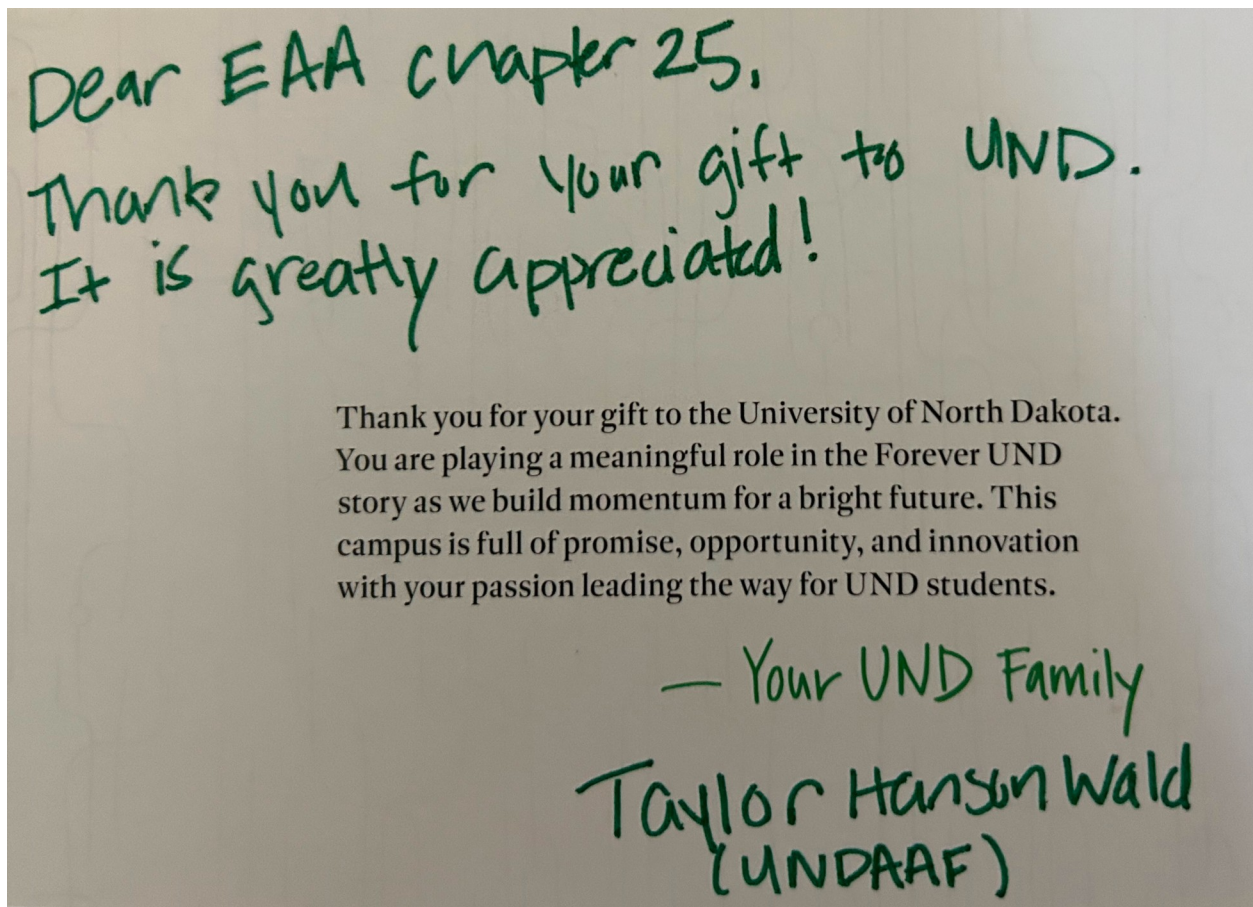 Dear EAA chapter 25,
Thank you for your gift to UND.
It is greatly appreciated!
Thank you for your gift to the University of North Dakota.
You are playing a meaningful role in the Forever UND
story as we build momentum for a bright future. This
campus is full of promise, opportunity, and innovation
with your passion leading the way for UND students.
— Your UND Family
Taylor Hanson Wald
(UNDAAF)